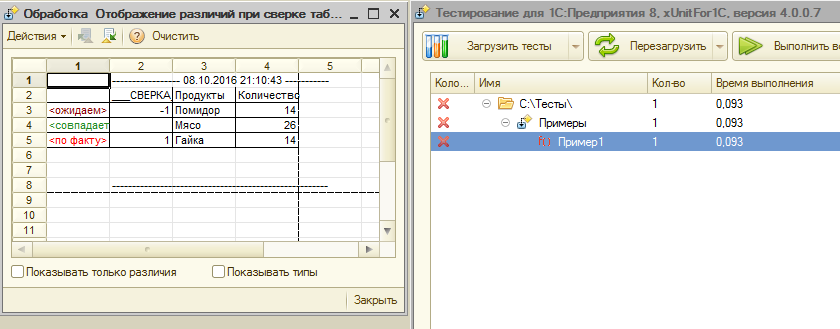 Обработка  Отображение различий при сверке таб...
Действия
Очистить
1 2 3 4 5
1 ----------------- 08.10.2016 21:10:43 -----------
2 ___СВЕРКА Продукты Количество
3 <ожидаем> -1 Помидор 14
4 <совпадает Мясо 26
5 <по факту> 1 Гайка 14
6
7
8 ------------------------------------------------------
9
10
11
Показывать только различия Показывать типы
Закрыть
Тестирование для 1С:Предприятия 8, xUnitFor1C, версия 4.0.0.7
Загрузить тесты Перезагрузить Выполнить вс
Коло... Имя Кол-во Время выполнения
C:\Тесты\ 1 0,093
Примеры 1 0,093
Пример1 1 0,093